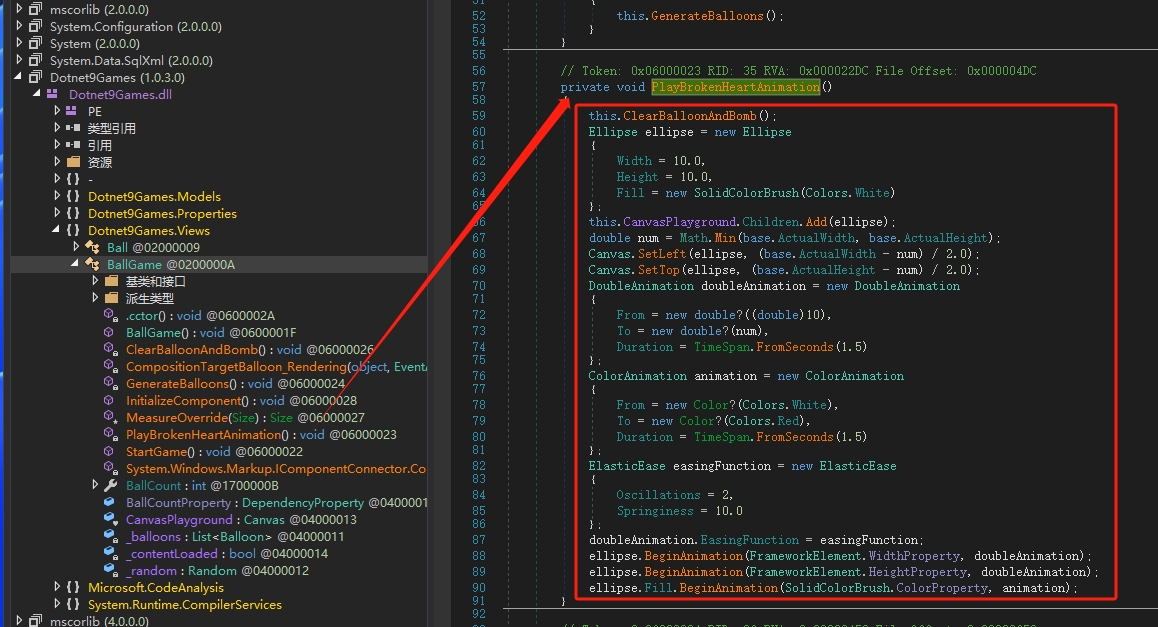 mscorlib (2.0.0.0)
System.Configuration (2.0.0.0)
System (2.0.0.0)
System.Data.SqlXml (2.0.0.0)
Dotnet9Games (1.0.3.0)
Dotnet9Games.dll
PE
类型引用
引用
资源
{ } -
{ } Dotnet9Games.Models
{ } Dotnet9Games.Properties
{ } Dotnet9Games.Views
Ball @02000009
BallGame @0200000A
基类和接口
派生类型
.cctor() : void @0600002A
BallGame() : void @0600001F
ClearBalloonAndBomb() : void @06000026
CompositionTargetBalloon_Rendering(object, Event
GenerateBalloons() : void @06000024
InitializeComponent() : void @06000028
MeasureOverride(Size) : Size @06000027
PlayBrokenHeartAnimation() : void @06000023
StartGame() : void @06000022
System.Windows.Markup.IComponentConnector.Co
BallCount : int @1700000B
BallCountProperty : DependencyProperty @0400001
CanvasPlayground : Canvas @04000013
_balloons : List<Balloon> @04000011
_contentLoaded : bool @04000014
_random : Random @04000012
{ } Microsoft.CodeAnalysis
{ } System.Runtime.CompilerServices
mscorlib (4.0.0.0)
51 {
52 this.GenerateBalloons();
53 }
54 }
55
56 // Token: 0x06000023 RID: 35 RVA: 0x000022DC File Offset: 0x000004DC
57 private void PlayBrokenHeartAnimation()
58 {
59 this.ClearBalloonAndBomb();
60 Ellipse ellipse = new Ellipse
61 {
62 Width = 10.0,
63 Height = 10.0,
64 Fill = new SolidColorBrush(Colors.White)
65 };
66 this.CanvasPlayground.Children.Add(ellipse);
67 double num = Math.Min(base.ActualWidth, base.ActualHeight);
68 Canvas.SetLeft(ellipse, (base.ActualWidth - num) / 2.0);
69 Canvas.SetTop(ellipse, (base.ActualHeight - num) / 2.0);
70 DoubleAnimation doubleAnimation = new DoubleAnimation
71 {
72 From = new double?((double)10),
73 To = new double?(num),
74 Duration = TimeSpan.FromSeconds(1.5)
75 };
76 ColorAnimation animation = new ColorAnimation
77 {
78 From = new Color?(Colors.White),
79 To = new Color?(Colors.Red),
80 Duration = TimeSpan.FromSeconds(1.5)
81 };
82 ElasticEase easingFunction = new ElasticEase
83 {
84 Oscillations = 2,
85 Springiness = 10.0
86 };
87 doubleAnimation.EasingFunction = easingFunction;
88 ellipse.BeginAnimation(FrameworkElement.WidthProperty, doubleAnimation);
89 ellipse.BeginAnimation(FrameworkElement.HeightProperty, doubleAnimation);
90 ellipse.Fill.BeginAnimation(SolidColorBrush.ColorProperty, animation);
91 }
92